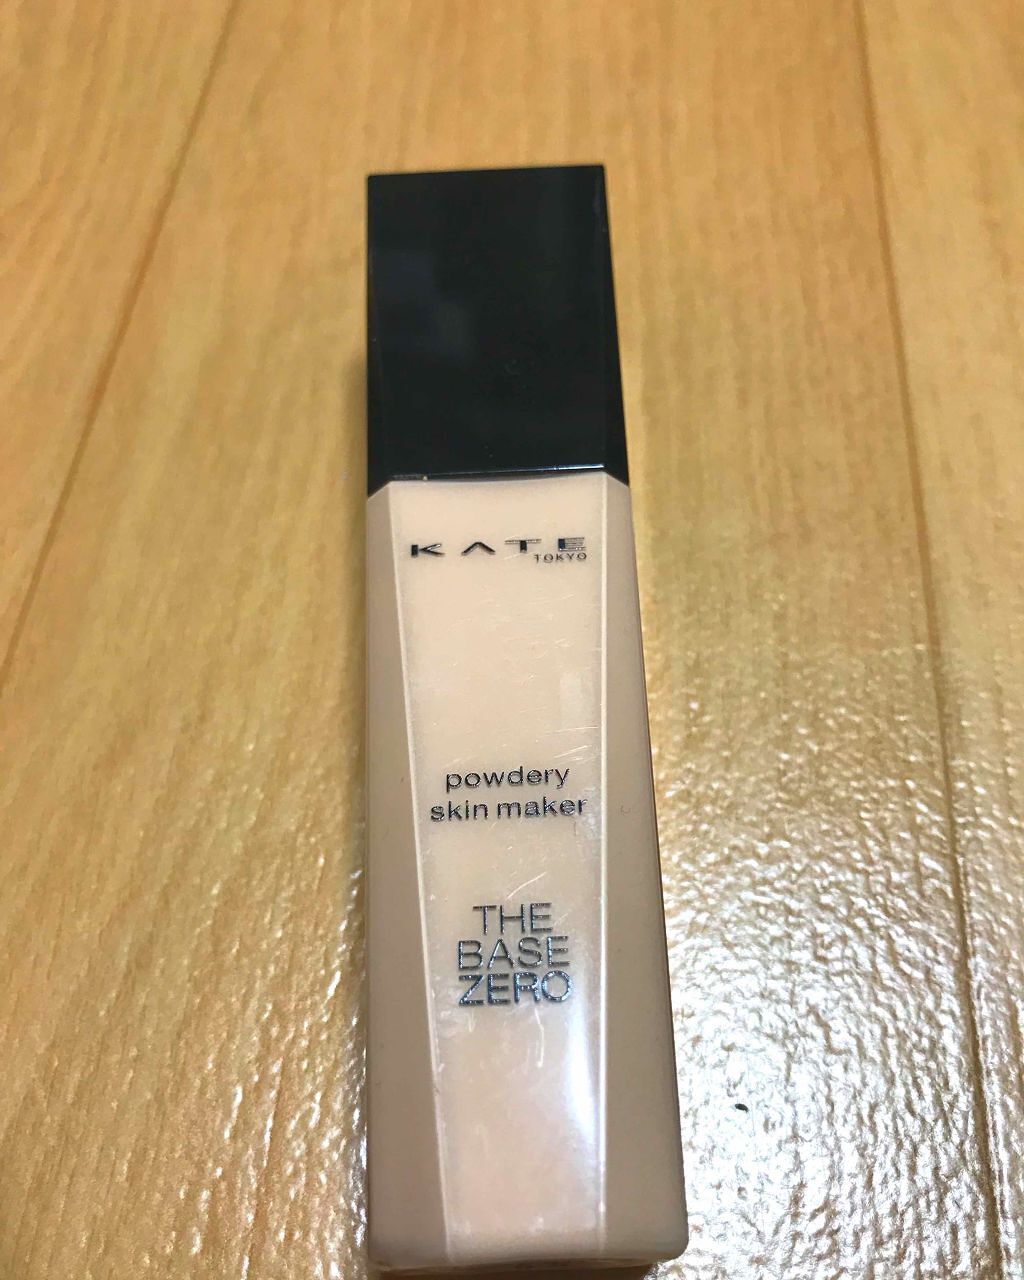 KATE
TOKYO
powdery
skin maker
THE
BASE
ZERO